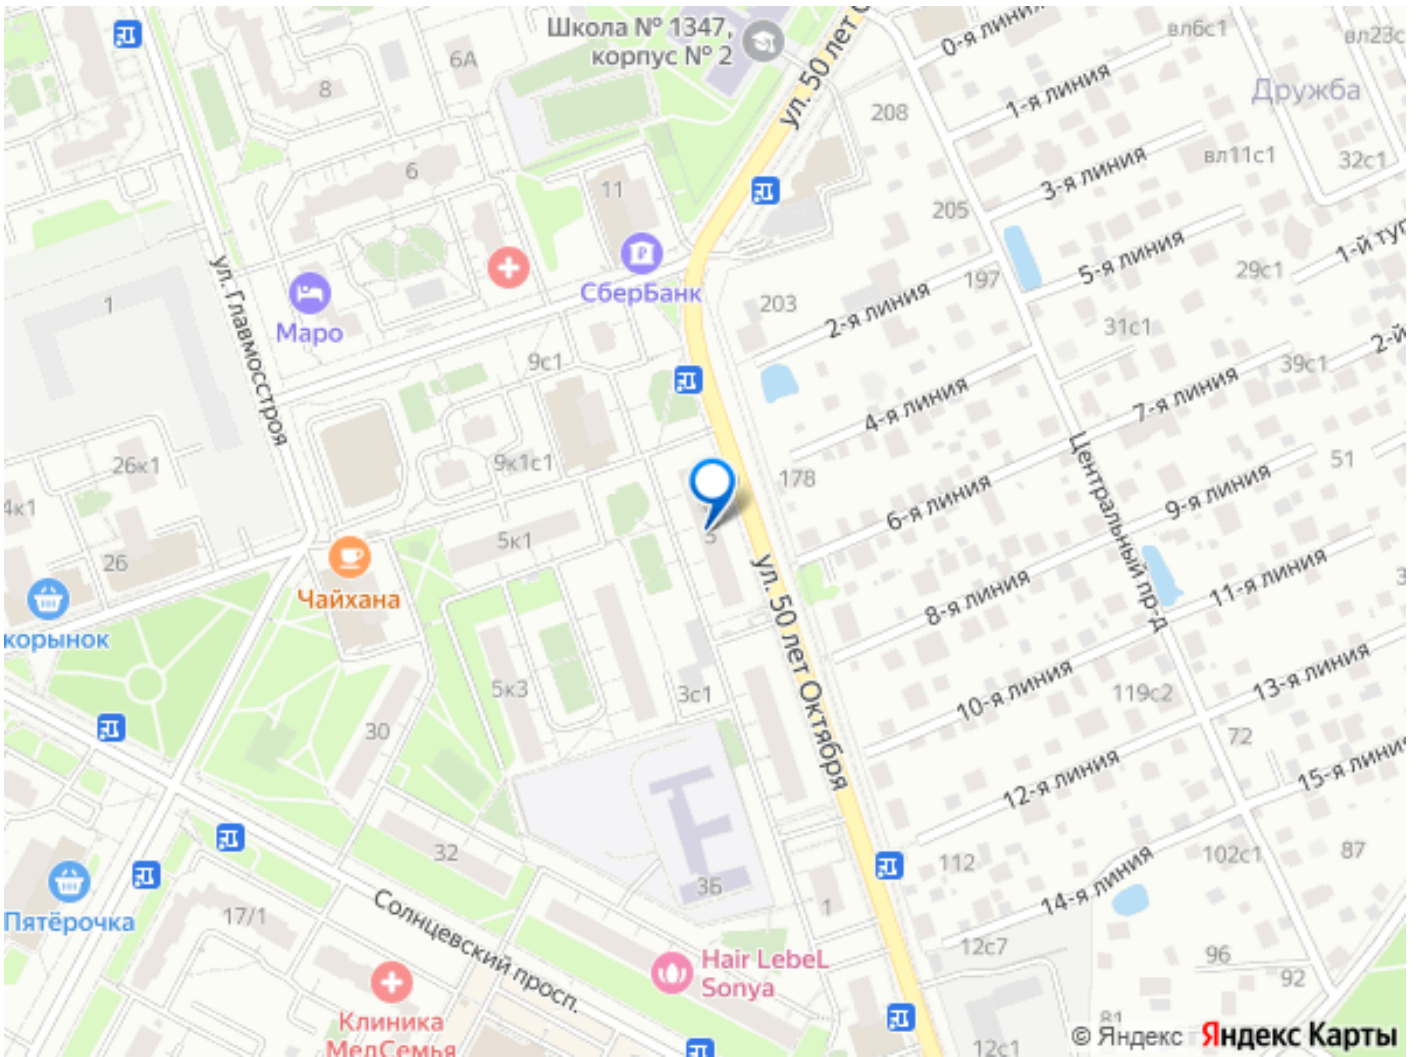 Школа № 1347,
корпус № 2
ул. 50 лет О
0-я линия
вл6с1
вл23с
6А
8
1-я линия
Дружба
208
6
11
3-я линия
вл11с1
32с1
205
СберБанк
Маро
1
ул. Главмосстроя
203
2-я линия
197
5-я линия
29с1
1-й туп
31с1
9с1
39с1
2-й
4-я линия
7-я линия
26к1
9к1с1
178
Центральный пр-д
51
4к1
6-я линия
9-я линия
5к1
5
26
Чайхана
корынок
ул. 50 лет Октября
8-я линия
11-я линия
5к3
3с1
10-я линия
119с2
13-я линия
30
72
12-я линия
15-я линия
32
112
102с1
87
3Б
14-я линия
Пятёрочка
17/1
Солнцевский просп.
1
12с7
96
92
Hair LebeL
Sonya
Клиника
МедСемья
81
12с1
© Яндекс Яндекс Карты